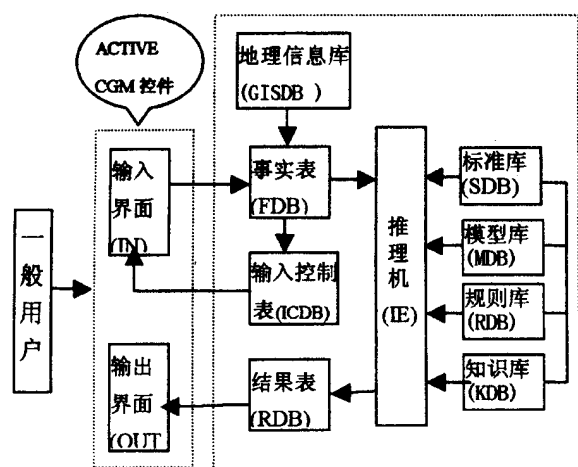 ACTIVE
CGM 控件
地理信息库
(GISDB )
输入
界面
(IN)
事实表
(FDB)
标准库
(SDB)
一般用户
推理机
(IE)
模型库
(MDB)
输入控制
表(ICDB)
规则库
(RDB)
输出
界面
(OUT
结果表
(RDB)
知识库
(KDB)